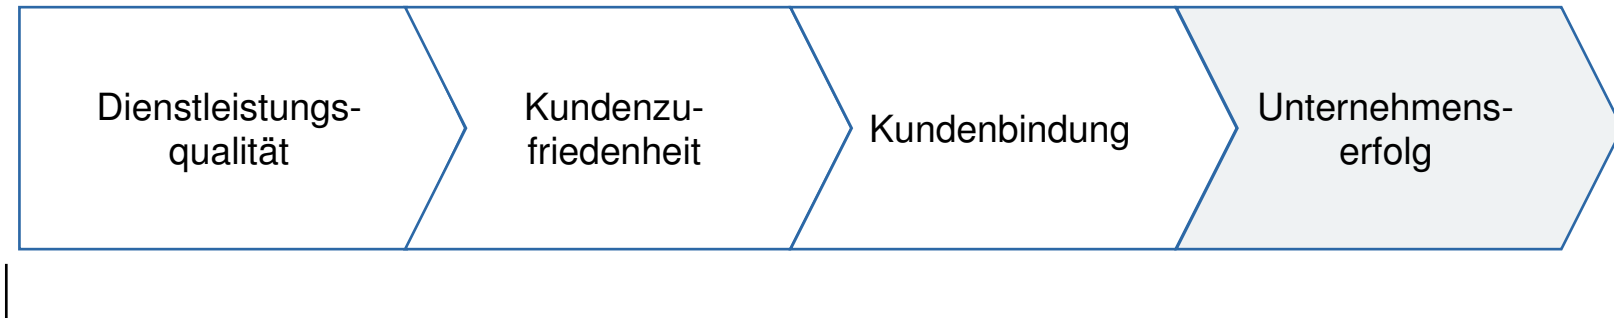 Dienstleistungs-
qualität
Kundenzu-
friedenheit
Kundenbindung
Unternehmens-
erfolg